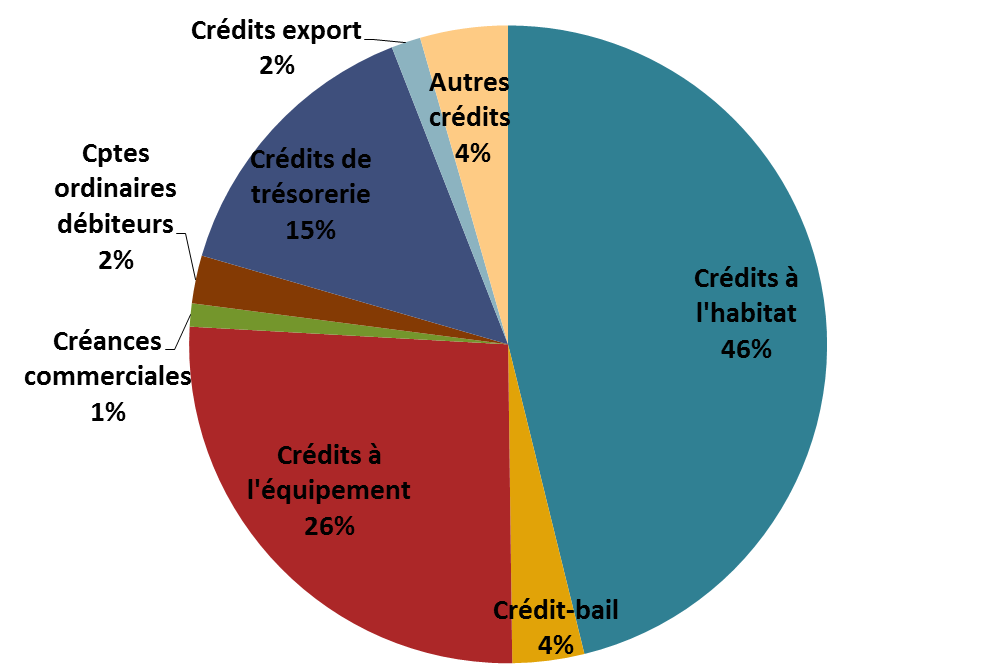 Crédits export
2%
Autres
crédits
4%
Cptes
ordinaires
débiteurs
2%
Crédits de
trésorerie
15%
Crédits à
l'habitat
46%
Créances
commerciales
1%
Crédits à
l'équipement
26%
Crédit-bail
4%